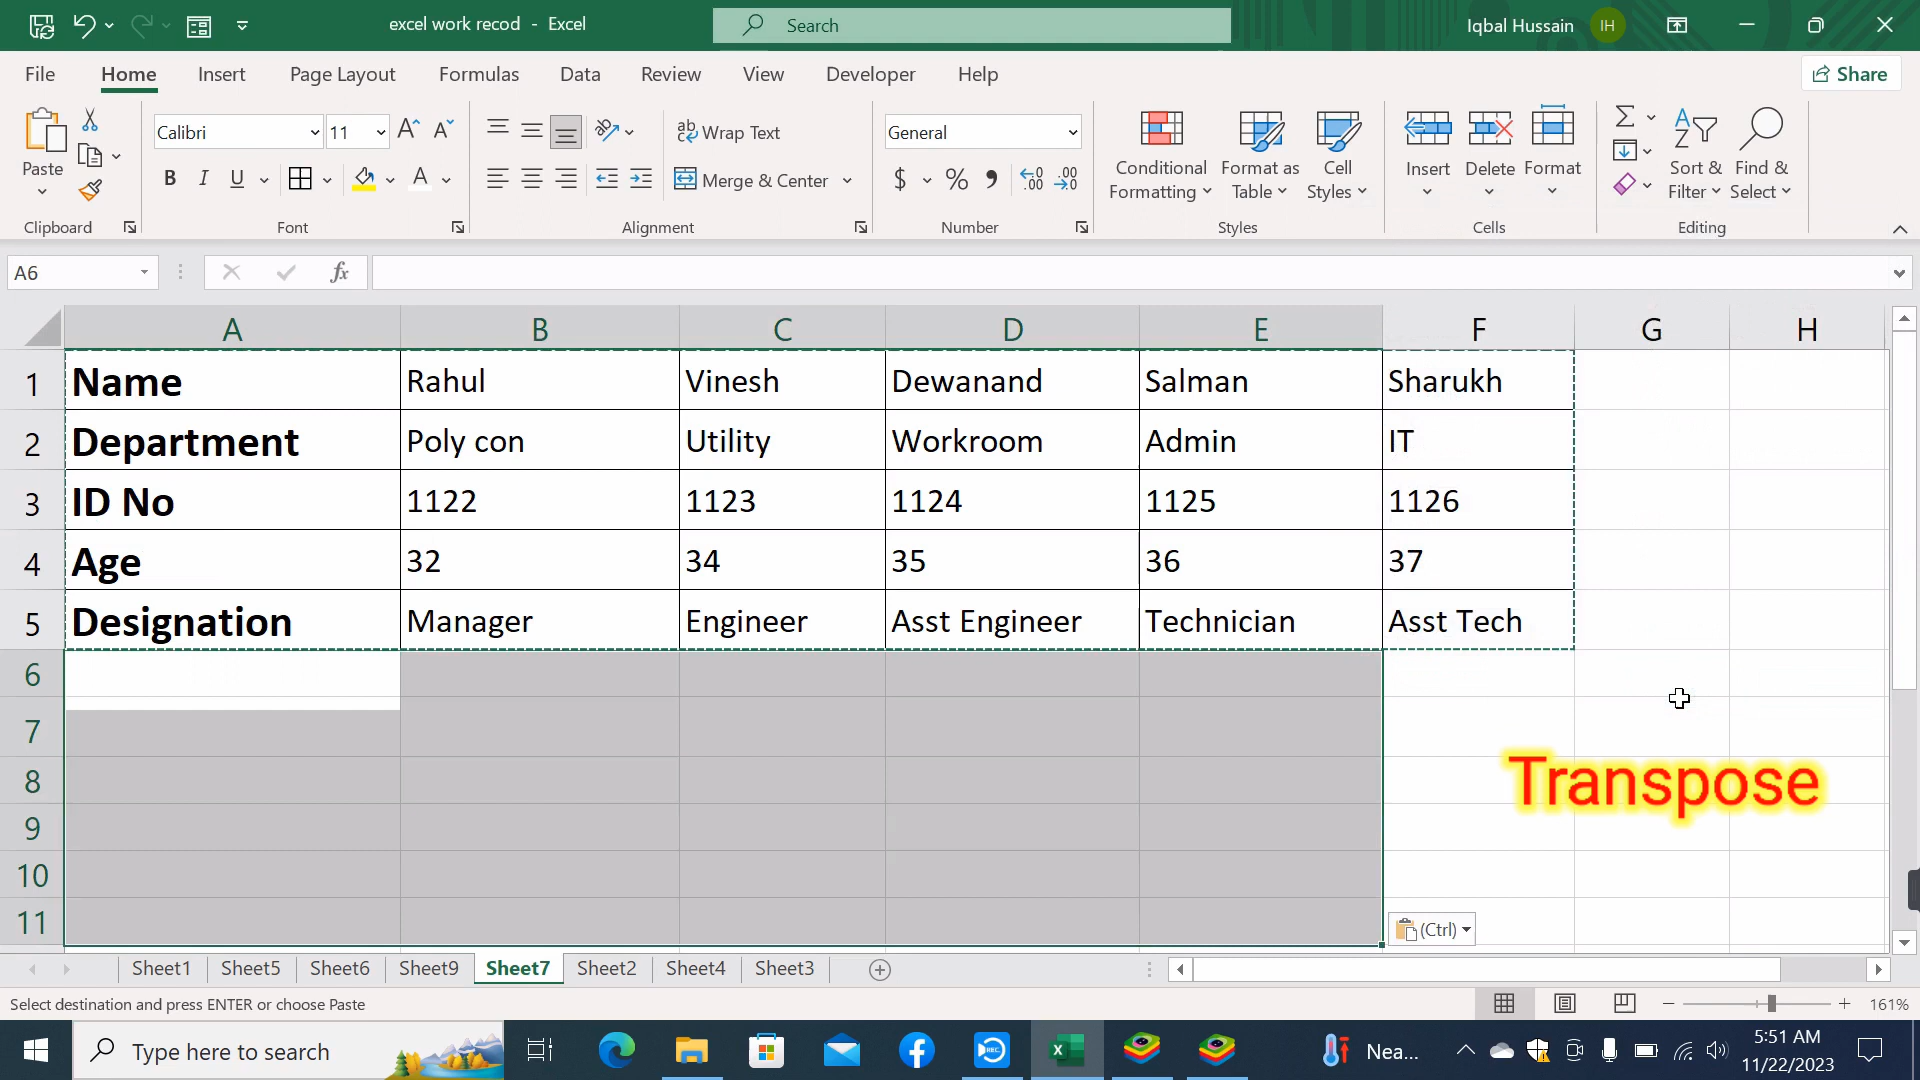 excel work recod - Excel
Search
Iqbal Hussain IH
File Home Insert Page Layout Formulas Data Review View Developer Help Share
Paste
Clipboard
Calibri 11
B I U A
Font
Wrap Text
Merge & Center
Alignment
General
$ % 9
Number
Conditional Formatting
Format as Table
Cell Styles
Styles
Insert Delete Format
Cells
Sort & Filter
Find & Select
Editing
A6 fx
A B C D E F G H
1 Name Rahul Vinesh Dewanand Salman Sharukh
2 Department Poly con Utility Workroom Admin IT
3 ID No 1122 1123 1124 1125 1126
4 Age 32 34 35 36 37
5 Designation Manager Engineer Asst Engineer Technician Asst Tech
6
7
Transpose
8
9
10
11
(Ctrl)
Sheet1 Sheet5 Sheet6 Sheet9 Sheet7 Sheet2 Sheet4 Sheet3
Select destination and press ENTER or choose Paste
161%
Type here to search
REC
Nea...
5:51 AM
11/22/2023